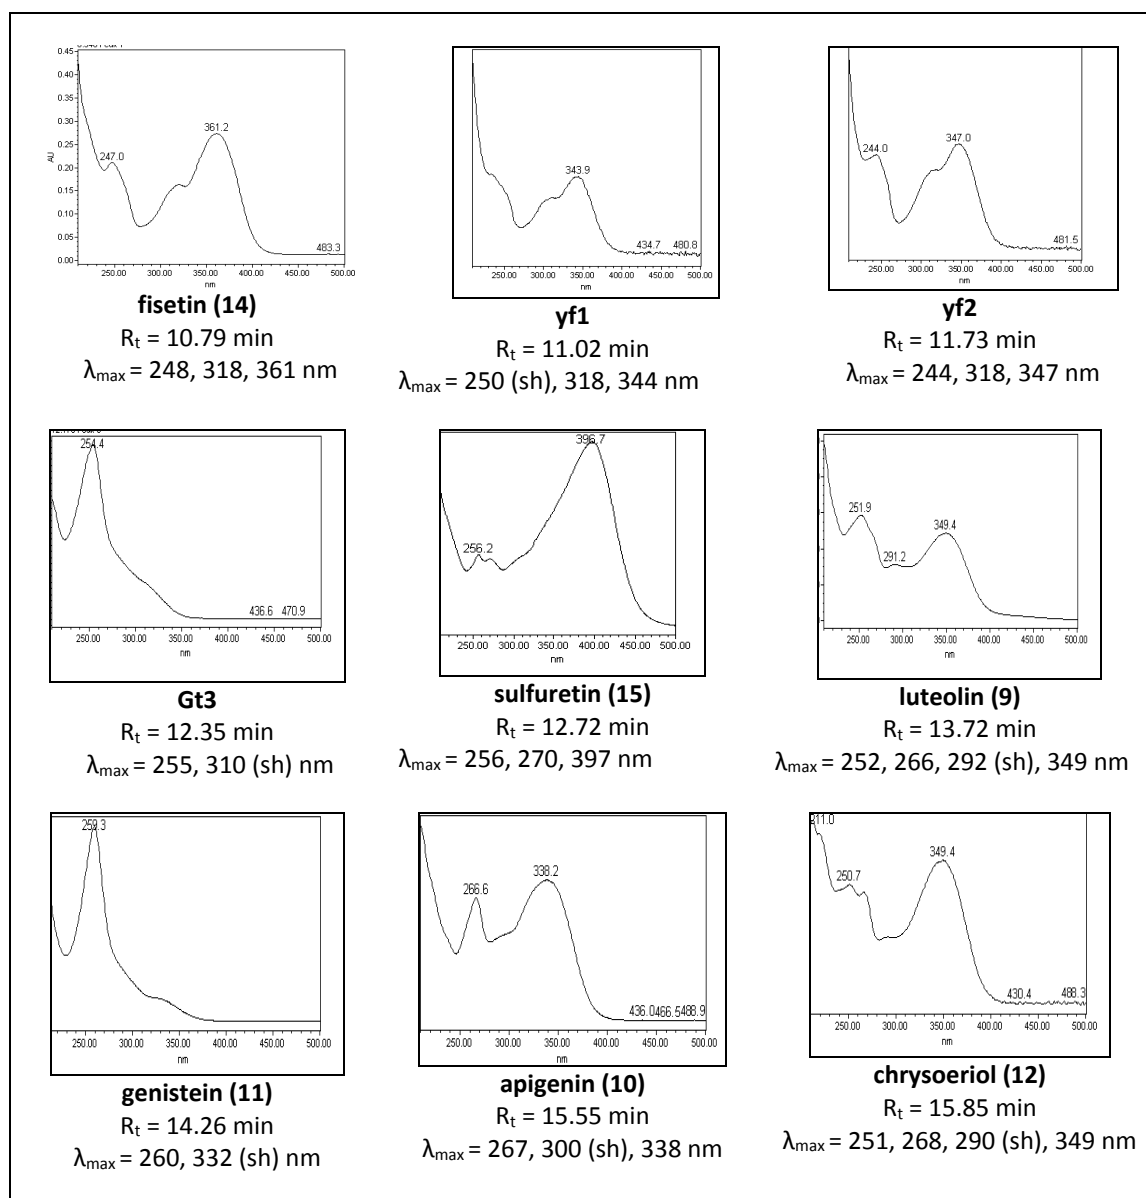 0.45
0.40
0.35
0.30
0.25
0.20
0.15
0.10
0.05
0.00
AU
247.0
361.2
483.3
250.00 300.00 350.00 400.00 450.00 500.00
nm
fisetin (14)
Rt = 10.79 min
λmax = 248, 318, 361 nm
343.9
434.7 480.8
250.00 300.00 350.00 400.00 450.00 500.00
nm
yf1
Rt = 11.02 min
λmax = 250 (sh), 318, 344 nm
244.0
347.0
481.5
250.00 300.00 350.00 400.00 450.00 500.00
nm
yf2
Rt = 11.73 min
λmax = 244, 318, 347 nm
254.4
436.6 470.9
250.00 300.00 350.00 400.00 450.00 500.00
nm
Gt3
Rt = 12.35 min
λmax = 255, 310 (sh) nm
396.7
256.2
250.00 300.00 350.00 400.00 450.00 500.00
nm
sulfuretin (15)
Rt = 12.72 min
λmax = 256, 270, 397 nm
251.9
291.2
349.4
250.00 300.00 350.00 400.00 450.00 500.00
nm
luteolin (9)
Rt = 13.72 min
λmax = 252, 266, 292 (sh), 349 nm
259.3
250.00 300.00 350.00 400.00 450.00 500.00
nm
genistein (11)
Rt = 14.26 min
λmax = 260, 332 (sh) nm
266.6
338.2
436.0 466.5 488.9
250.00 300.00 350.00 400.00 450.00 500.00
nm
apigenin (10)
Rt = 15.55 min
λmax = 267, 300 (sh), 338 nm
211.0
250.7
349.4
430.4 488.3
250.00 300.00 350.00 400.00 450.00 500.00
nm
chrysoeriol (12)
Rt = 15.85 min
λmax = 251, 268, 290 (sh), 349 nm